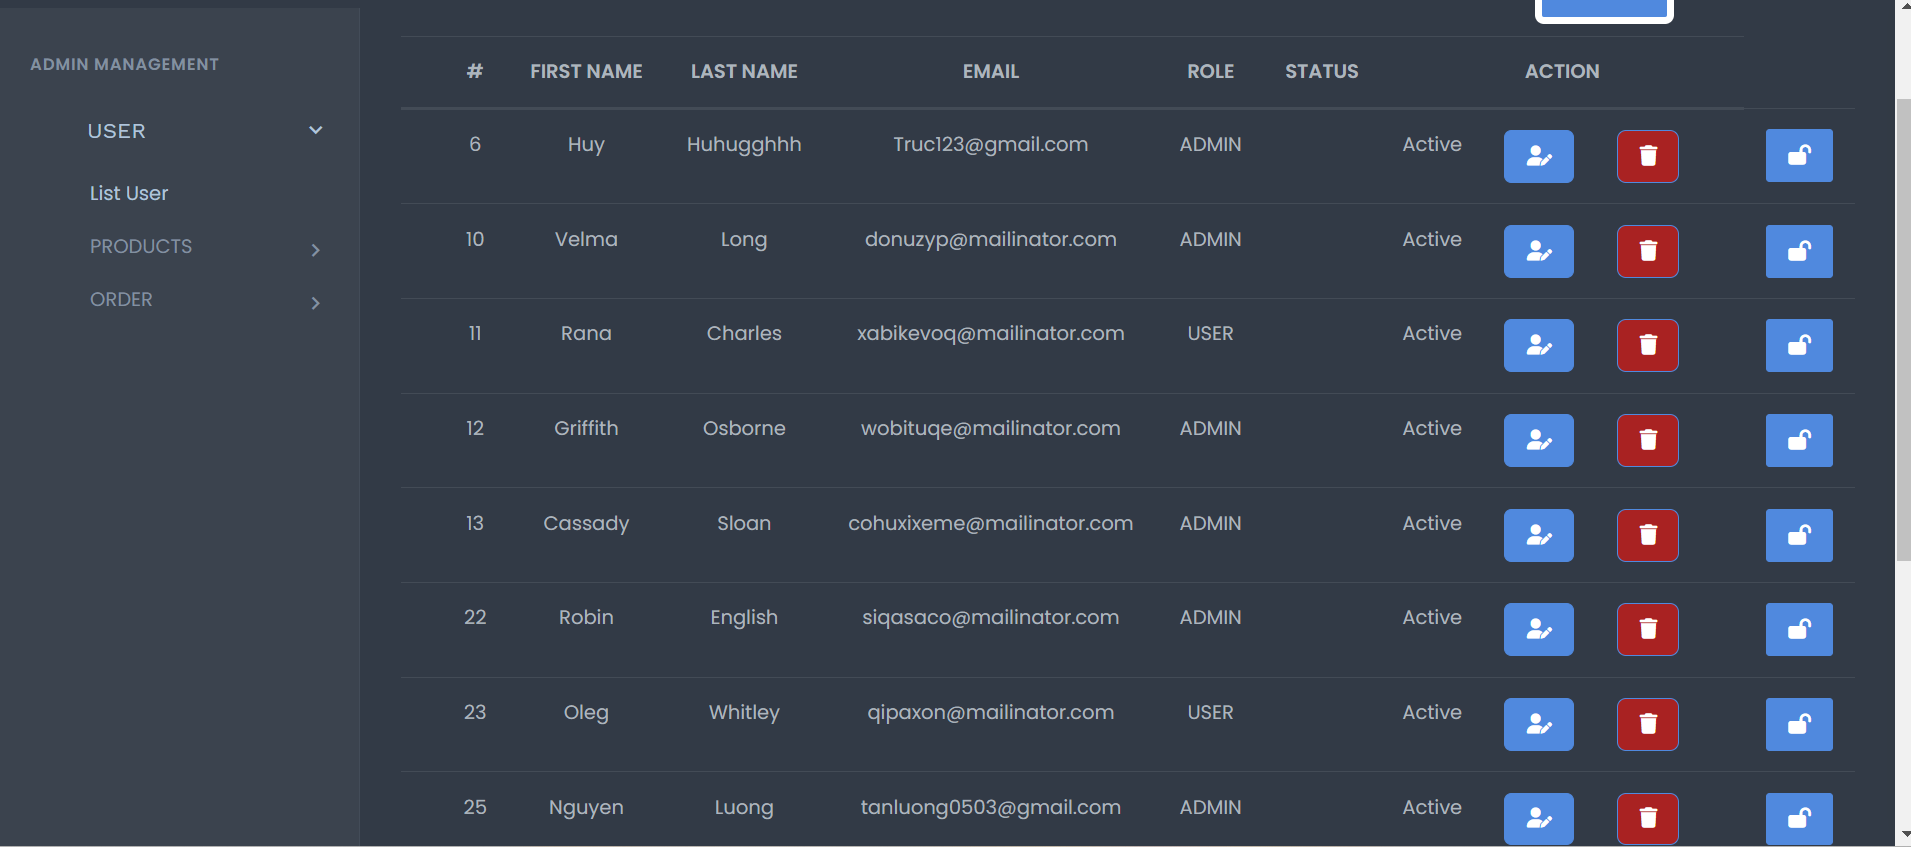 ADMIN MANAGEMENT
USER
List User
PRODUCTS
ORDER
# FIRST NAME LAST NAME EMAIL ROLE STATUS ACTION
6 Huy Huhugghhh Truc123@gmail.com ADMIN Active
10 Velma Long donuzyp@mailinator.com ADMIN Active
11 Rana Charles xabikevoq@mailinator.com USER Active
12 Griffith Osborne wobituqe@mailinator.com ADMIN Active
13 Cassady Sloan cohuxixeme@mailinator.com ADMIN Active
22 Robin English siqasaco@mailinator.com ADMIN Active
23 Oleg Whitley qipaxon@mailinator.com USER Active
25 Nguyen Luong tanluong0503@gmail.com ADMIN Active